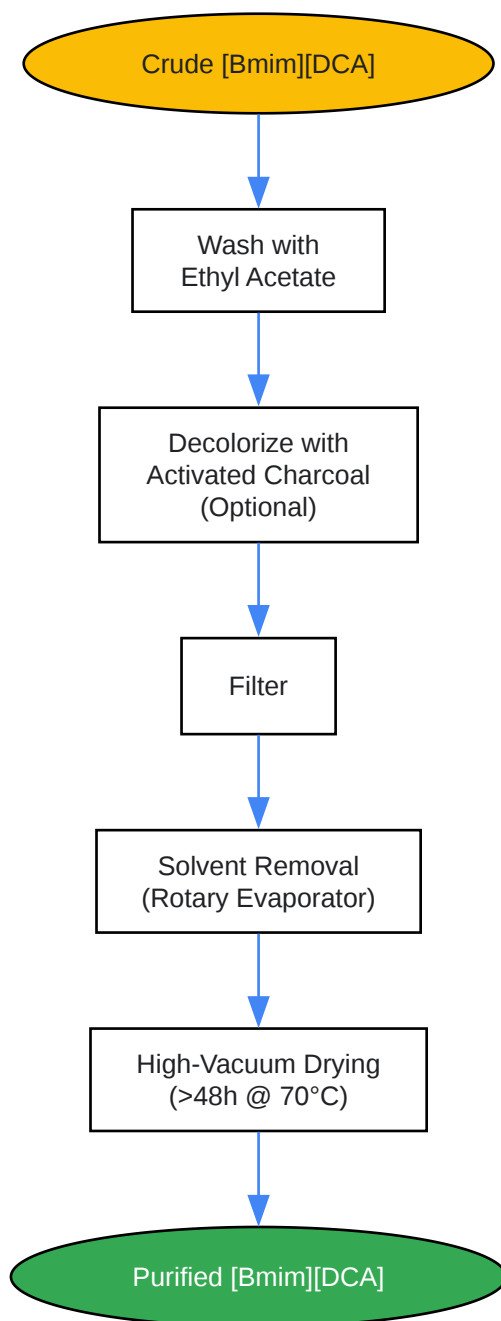 Crude [Bmim][DCA]
Wash with
Ethyl Acetate
Decolorize with
Activated Charcoal
(Optional)
Filter
Solvent Removal
(Rotary Evaporator)
High-Vacuum Drying
(>48h @ 70°C)
Purified [Bmim][DCA]